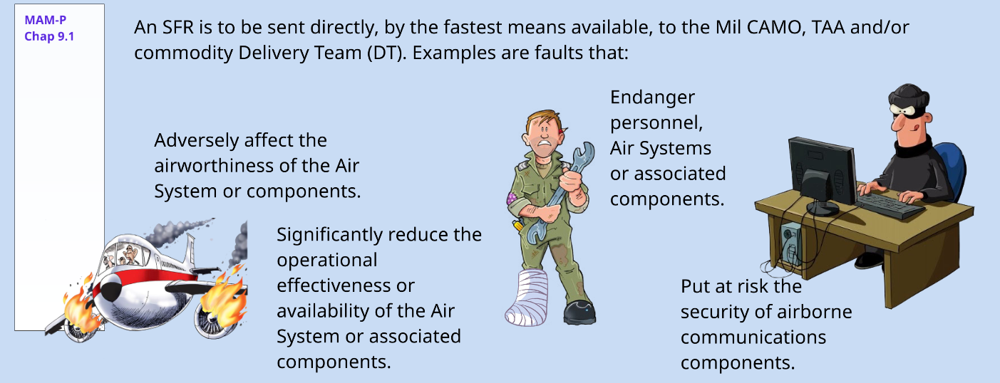 MAM-P
Chap 9.1
An SFR is to be sent directly, by the fastest means available, to the Mil CAMO, TAA and/or
commodity Delivery Team (DT). Examples are faults that:
Adversely affect the
airworthiness of the Air
System or components.
Significantly reduce the
operational
effectiveness or
availability of the Air
System or associated
components.
Endanger
personnel,
Air Systems
or associated
components.
Put at risk the
security of airborne
communications
components.